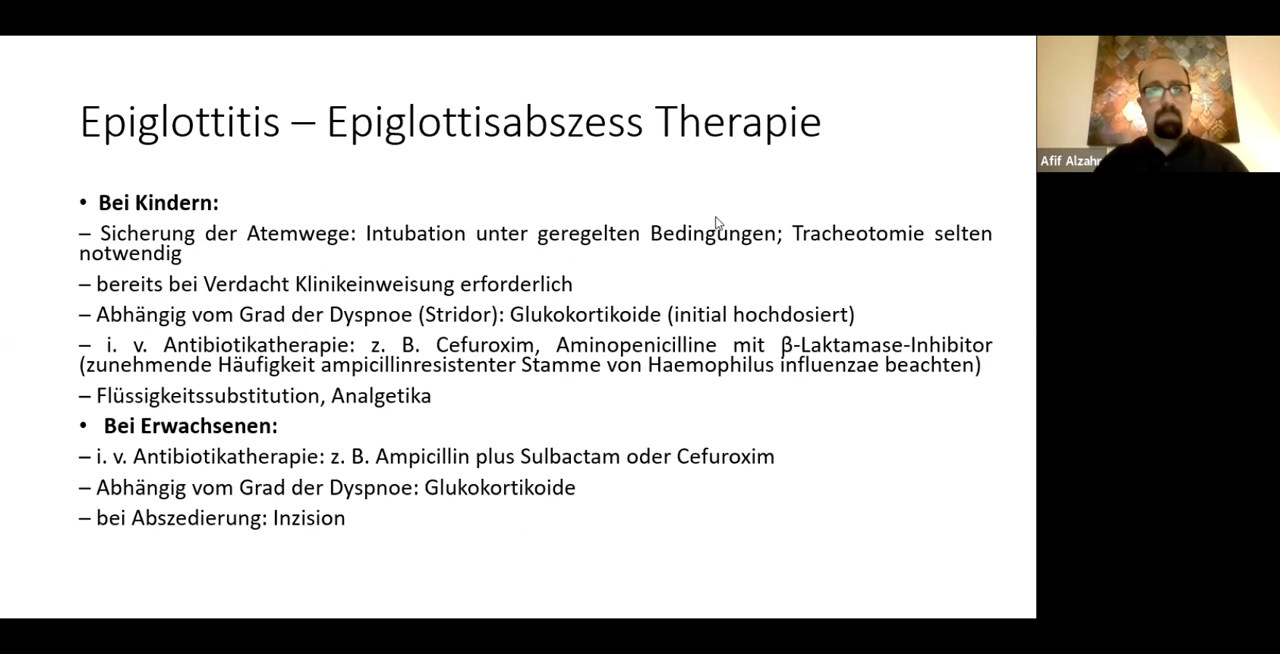 Epiglottitis – Epiglottisabszess Therapie
• Bei Kindern:
– Sicherung der Atemwege: Intubation unter geregelten Bedingungen; Tracheotomie selten
notwendig
– bereits bei Verdacht Klinikeinweisung erforderlich
– Abhängig vom Grad der Dyspnoe (Stridor): Glukokortikoide (initial hochdosiert)
– i. v. Antibiotikatherapie: z. B. Cefuroxim, Aminopenicilline mit β-Laktamase-Inhibitor
(zunehmende Häufigkeit ampicillinresistenter Stamme von Haemophilus influenzae beachten)
– Flüssigkeitssubstitution, Analgetika
• Bei Erwachsenen:
– i. v. Antibiotikatherapie: z. B. Ampicillin plus Sulbactam oder Cefuroxim
– Abhängig vom Grad der Dyspnoe: Glukokortikoide
– bei Abszedierung: Inzision
Afif Alzahr